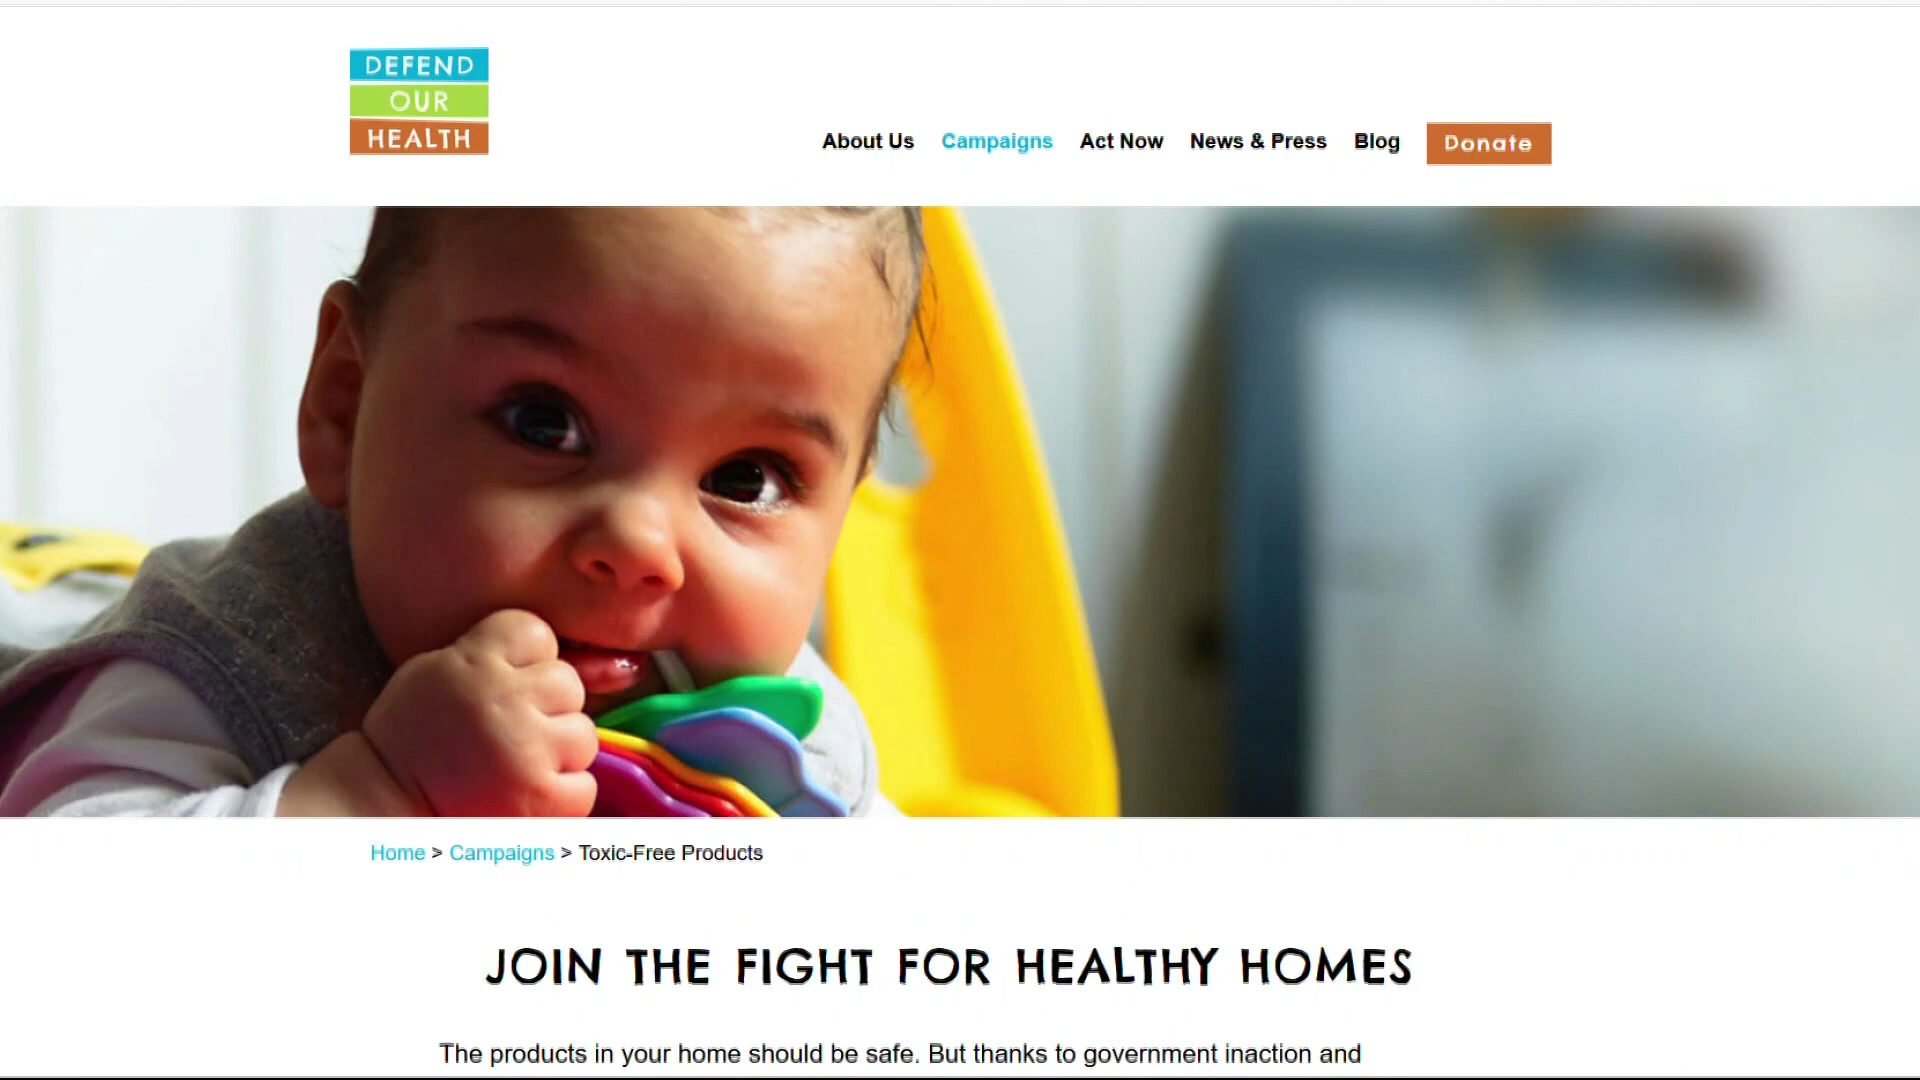 DEFEND
OUR
HEALTH
About Us Campaigns Act Now News & Press Blog Donate
Home > Campaigns > Toxic-Free Products
JOIN THE FIGHT FOR HEALTHY HOMES
The products in your home should be safe. But thanks to government inaction and